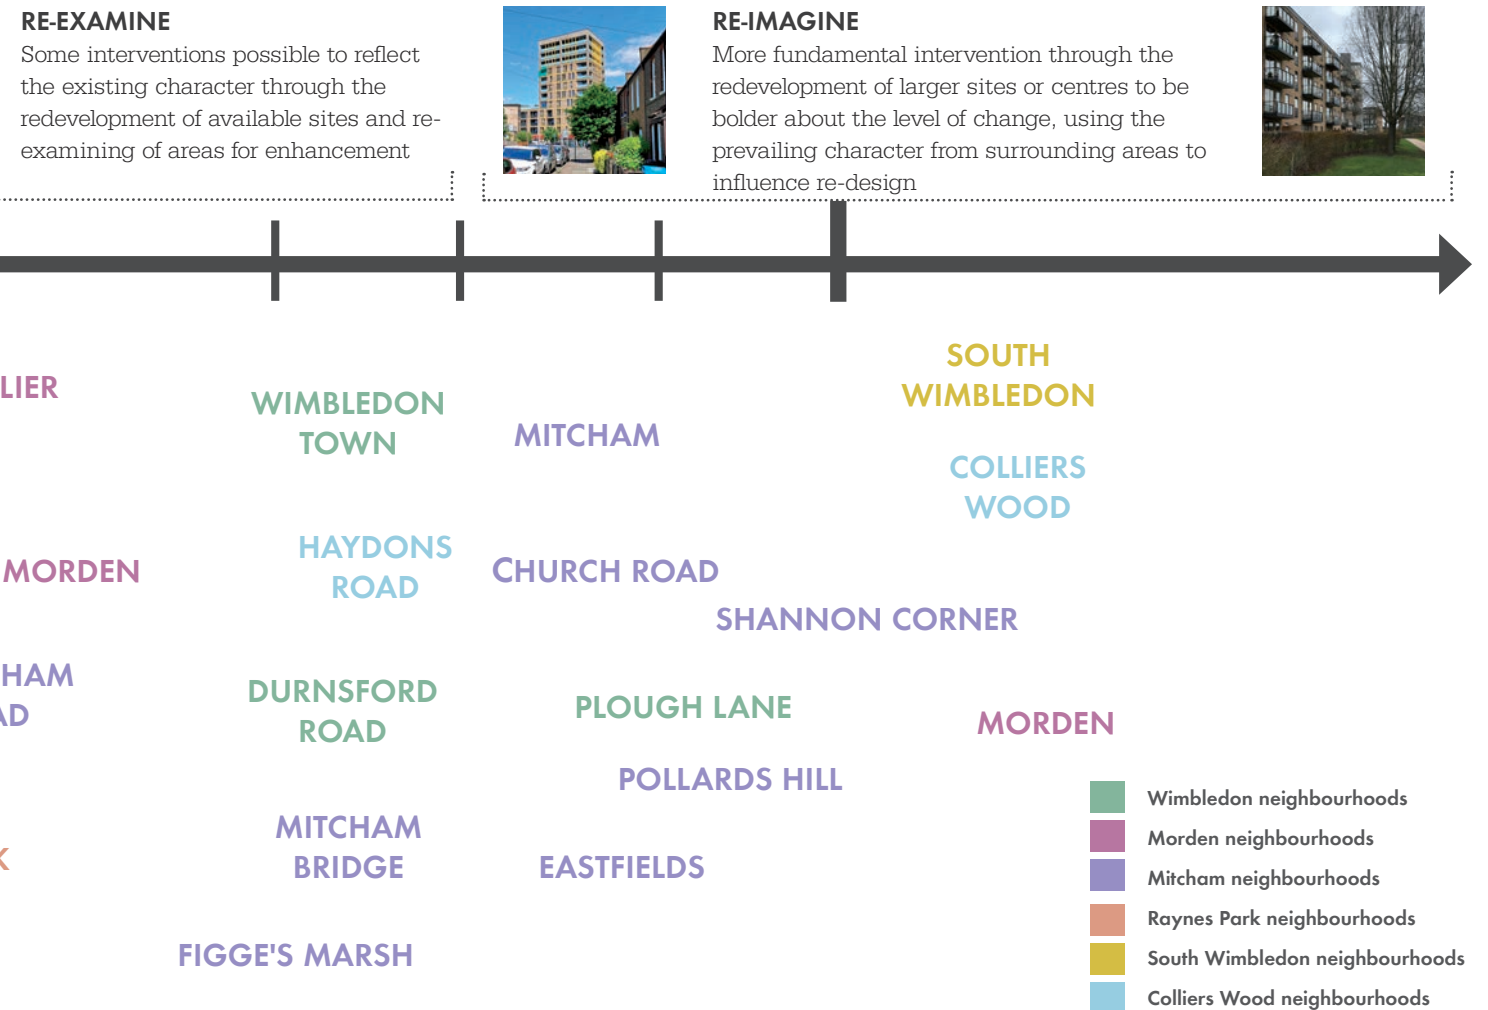 RE-EXAMINE
Some interventions possible to reflect
the existing character through the
redevelopment of available sites and re-
examining of areas for enhancement
RE-IMAGINE
More fundamental intervention through the
redevelopment of larger sites or centres to be
bolder about the level of change, using the
prevailing character from surrounding areas to
influence re-design
LIER
WIMBLEDON
TOWN
MITCHAM
SOUTH
WIMBLEDON
COLLIERS
WOOD
MORDEN
HAYDONS
ROAD
CHURCH ROAD
SHANNON CORNER
HAM
AD
DURNSFORD
ROAD
PLOUGH LANE
MORDEN
POLLARDS HILL
MITCHAM
BRIDGE
EASTFIELDS
K
FIGGE'S MARSH
Wimbledon neighbourhoods
Morden neighbourhoods
Mitcham neighbourhoods
Raynes Park neighbourhoods
South Wimbledon neighbourhoods
Colliers Wood neighbourhoods